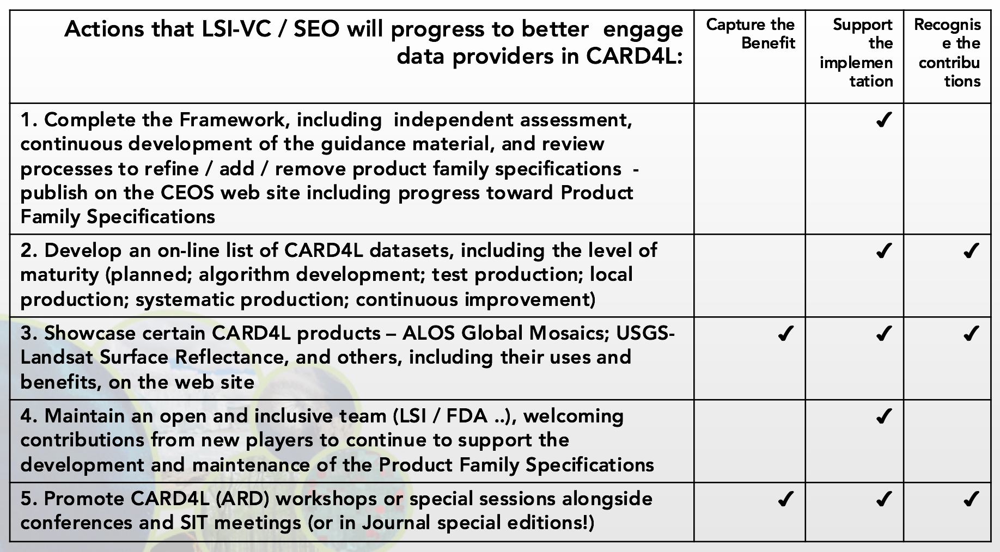 Actions that LSI-VC / SEO will progress to better engage
data providers in CARD4L:
Capture the
Benefit
Support
the
implemen
tation
Recognis
e the
contribu
tions
1. Complete the Framework, including independent assessment,
continuous development of the guidance material, and review
processes to refine / add / remove product family specifications -
publish on the CEOS web site including progress toward Product
Family Specifications
✓
2. Develop an on-line list of CARD4L datasets, including the level of
maturity (planned; algorithm development; test production; local
production; systematic production; continuous improvement)
✓ ✓
3. Showcase certain CARD4L products – ALOS Global Mosaics; USGS-
Landsat Surface Reflectance, and others, including their uses and
benefits, on the web site
✓ ✓ ✓
4. Maintain an open and inclusive team (LSI / FDA ..), welcoming
contributions from new players to continue to support the
development and maintenance of the Product Family Specifications
✓
5. Promote CARD4L (ARD) workshops or special sessions alongside
conferences and SIT meetings (or in Journal special editions!)
✓ ✓ ✓